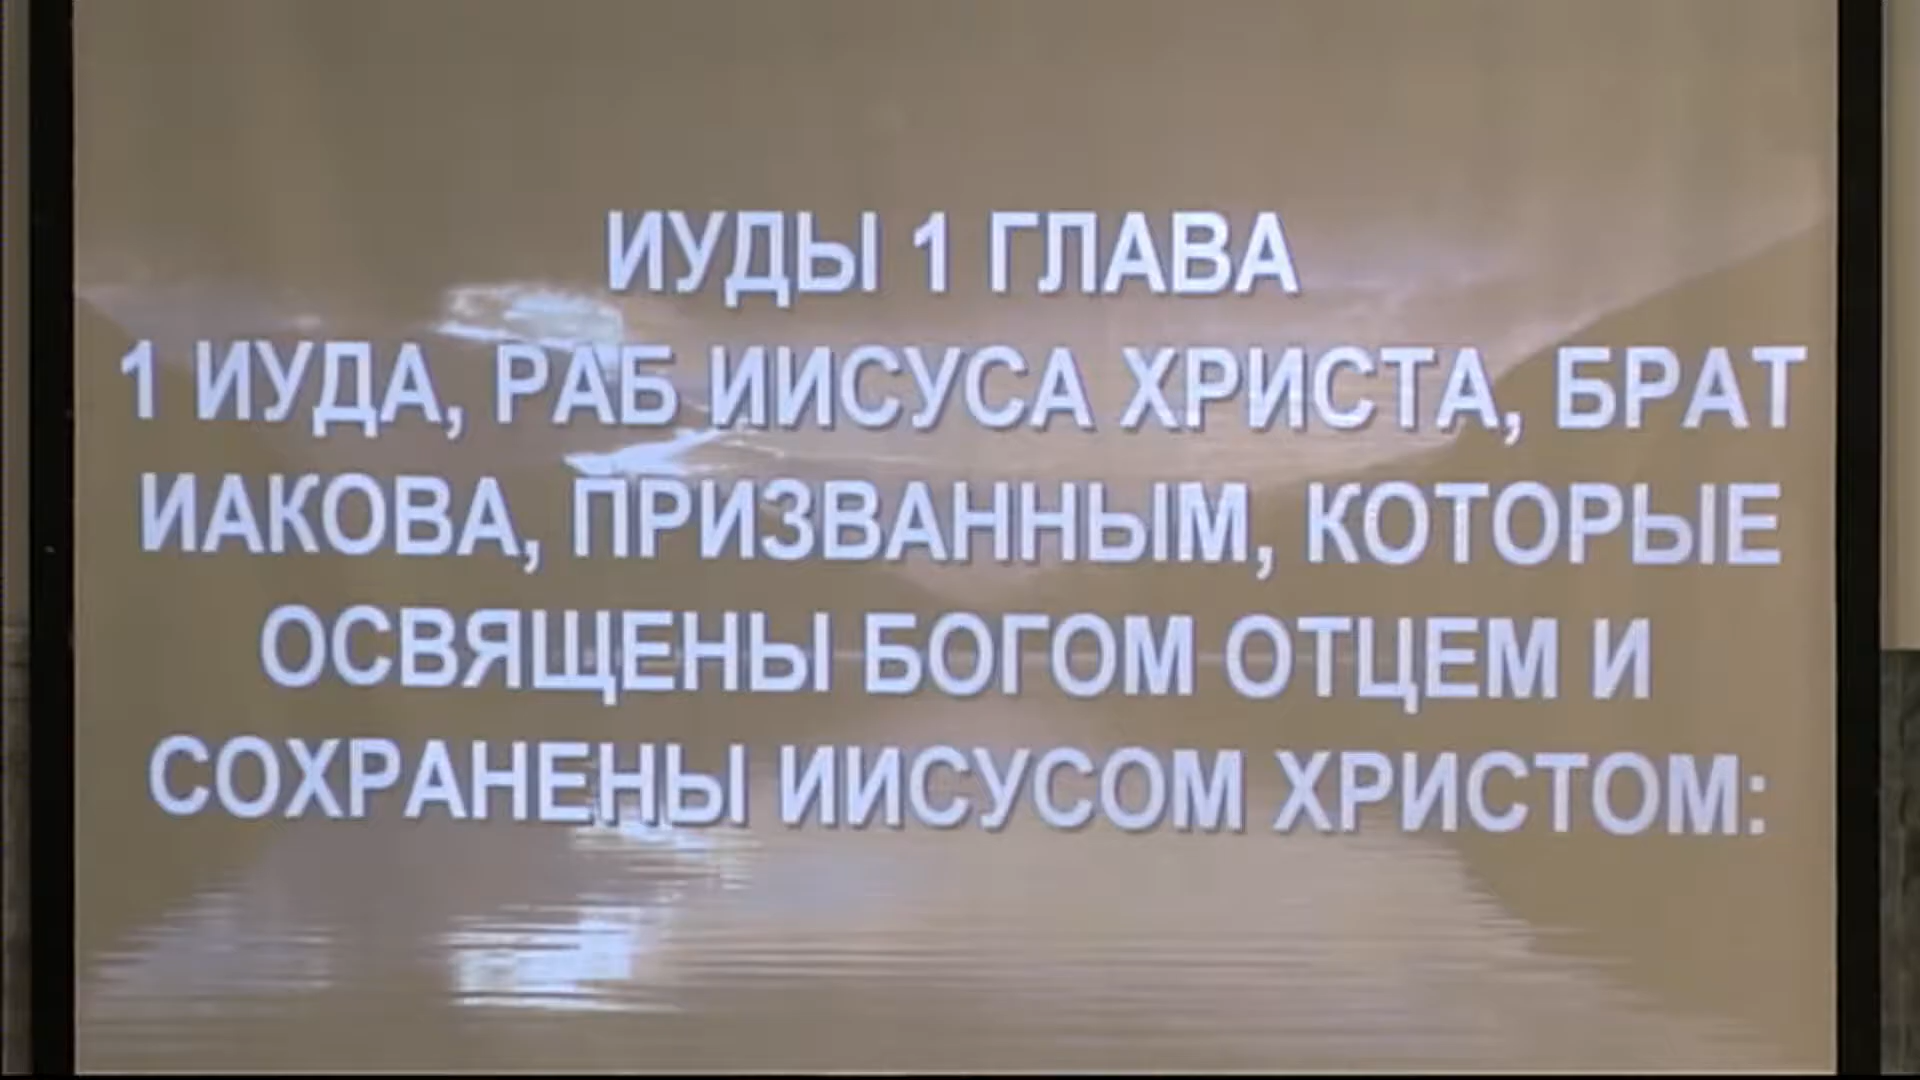 ИУДЫ 1 ГЛАВА
1 ИУДА, РАБ ИИСУСА ХРИСТА, БРАТ
ИАКОВА, ПРИЗВАННЫМ, КОТОРЫЕ
ОСВЯЩЕНЫ БОГОМ ОТЦЕМ И
СОХРАНЕНЫ ИИСУСОМ ХРИСТОМ: